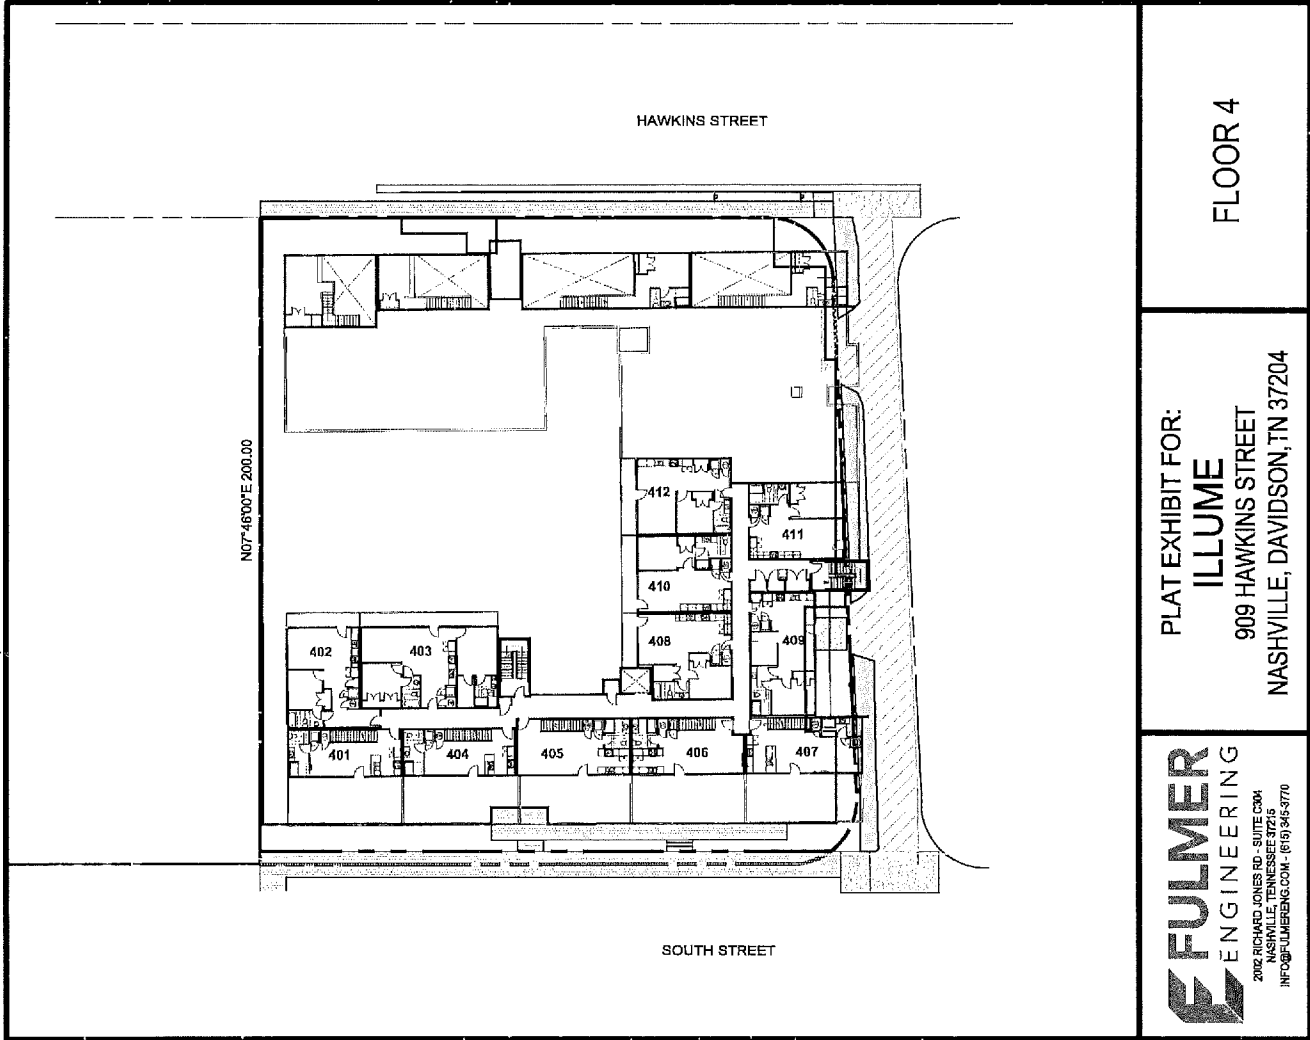 HAWKINS STREET
N07°46'00"E 200.00
412
411
410
408
409
402
403
401
404
405
406
407
SOUTH STREET
FLOOR 4
PLAT EXHIBIT FOR:
ILLUME
909 HAWKINS STREET
NASHVILLE, DAVIDSON,TN 37204
FULMER
ENGINEERING
2002 RICHARD JONES RD - SUITE C304
NASHVILLE, TENNESSEE 37215
INFO@FULMERENG.COM - (615) 345-3770